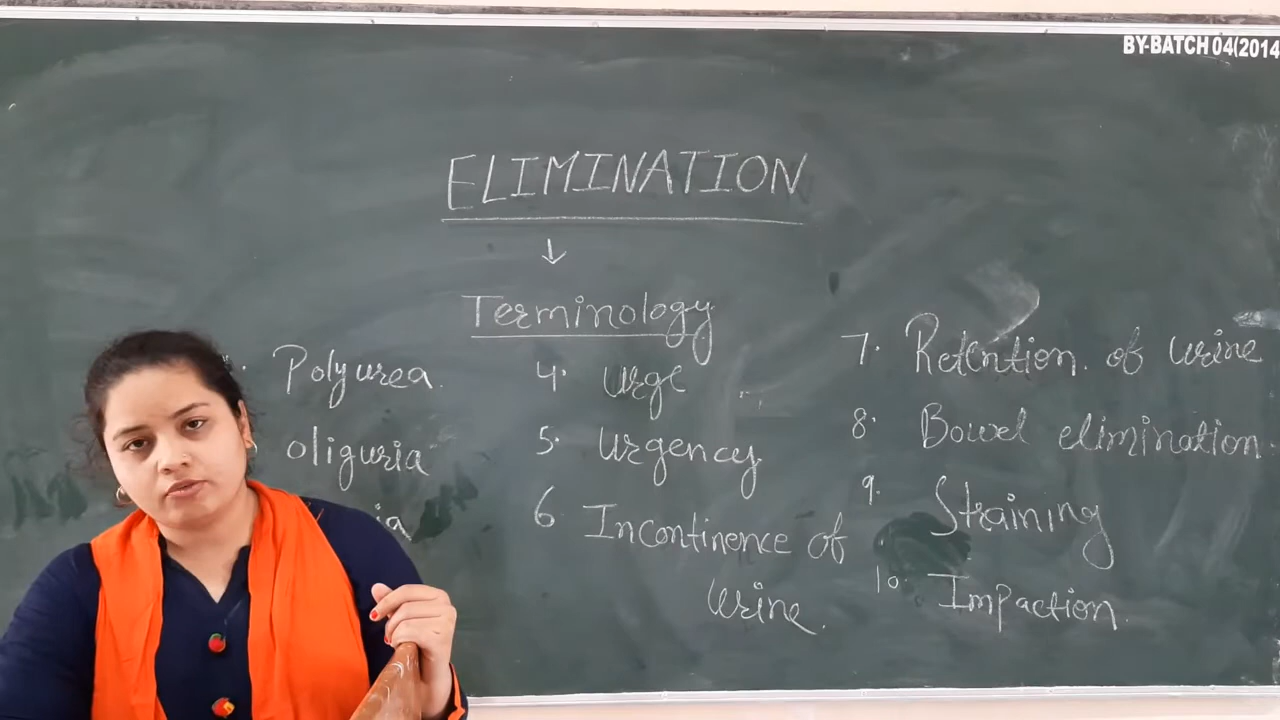 BY-BATCH 04(2014
ELIMINATION
↓
Terminology
Polyurea.
oliguria
ia
4. Urge
5. Urgency
6 Incontinence of
Urine.
7. Retention. of Urine
8. Bowel elimination.
9. Straining
10. Impaction.